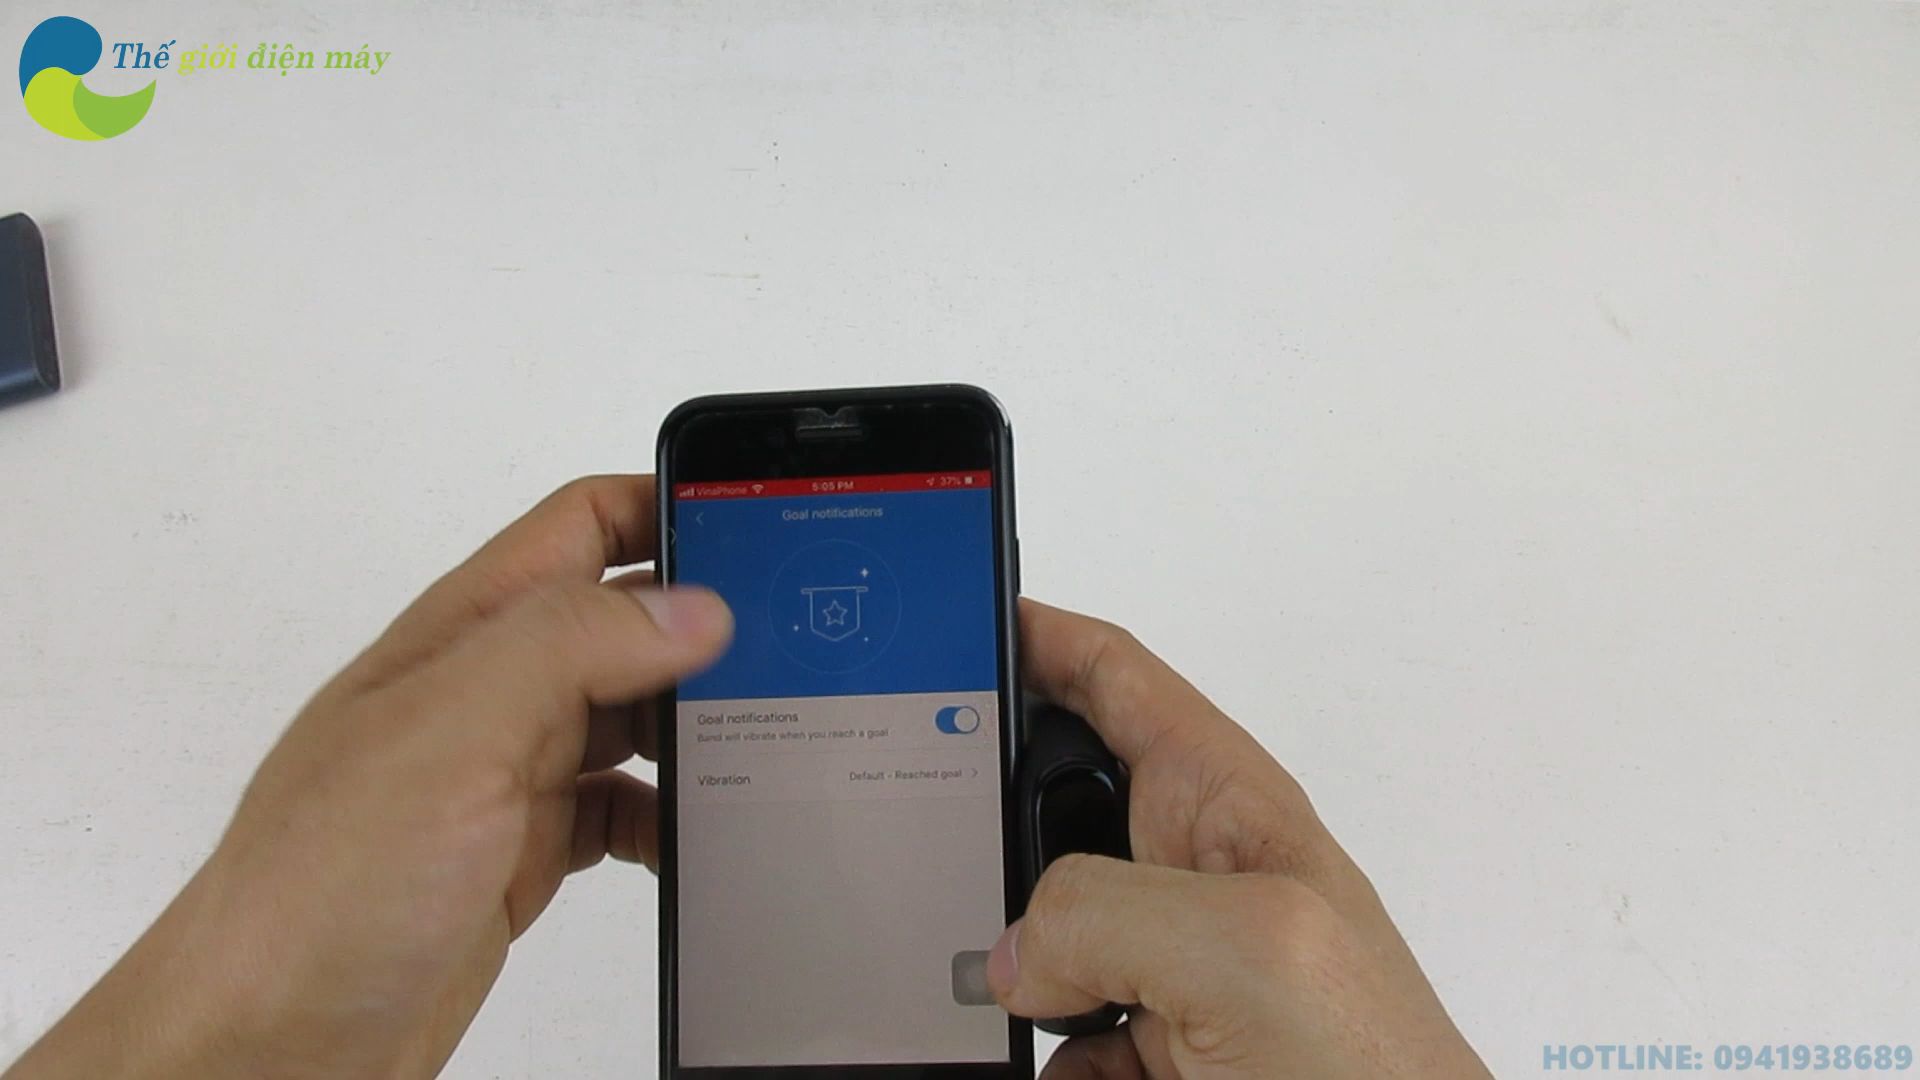 Thế giới điện máy
VinaPhone 5:05 PM 37%
Goal notifications
Goal notifications
Band will vibrate when you reach a goal
Vibration Default - Reached goal
HOTLINE: 0941938689